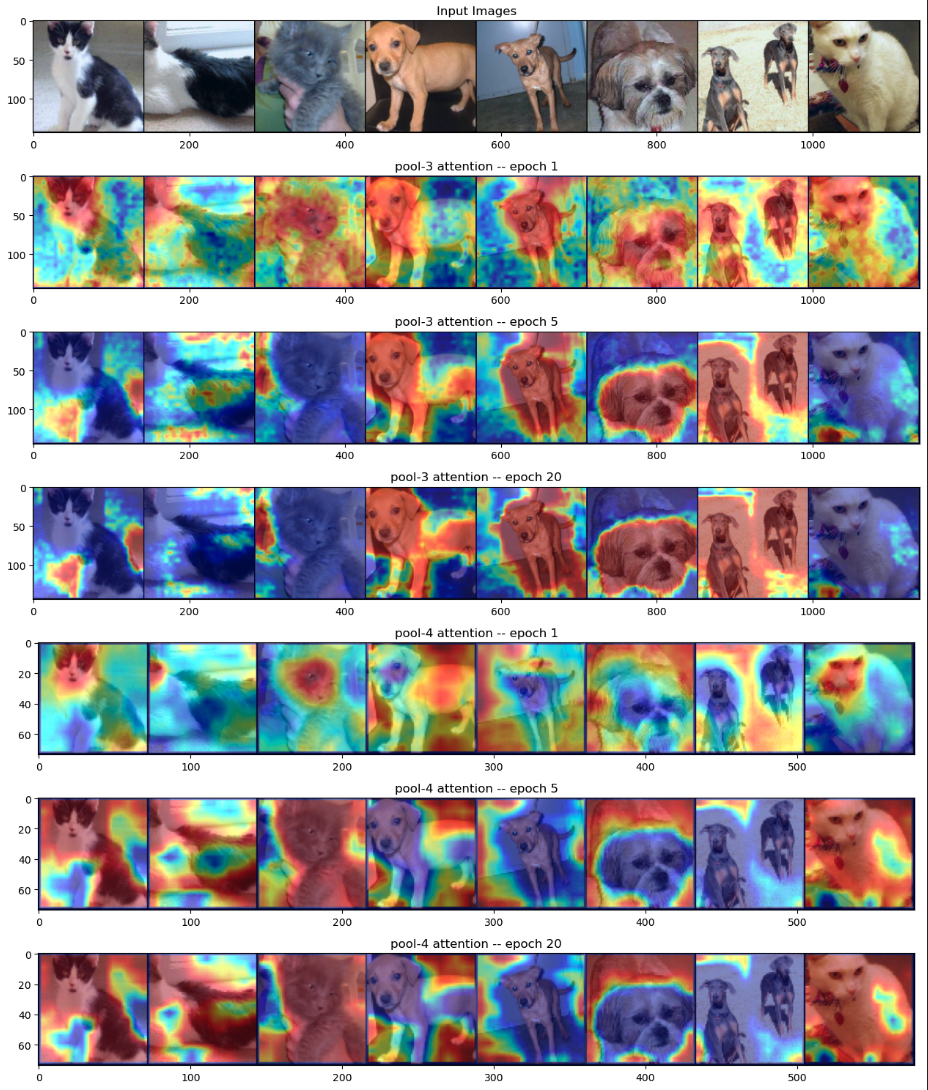 Input Images
0
50
100
0 200 400 600 800 1000
pool-3 attention -- epoch 1
0
50
100
0 200 400 600 800 1000
pool-3 attention -- epoch 5
0
50
100
0 200 400 600 800 1000
pool-3 attention -- epoch 20
0
50
100
0 200 400 600 800 1000
pool-4 attention -- epoch 1
0
20
40
60
0 100 200 300 400 500
pool-4 attention -- epoch 5
0
20
40
60
0 100 200 300 400 500
pool-4 attention -- epoch 20
0
20
40
60
0 100 200 300 400 500